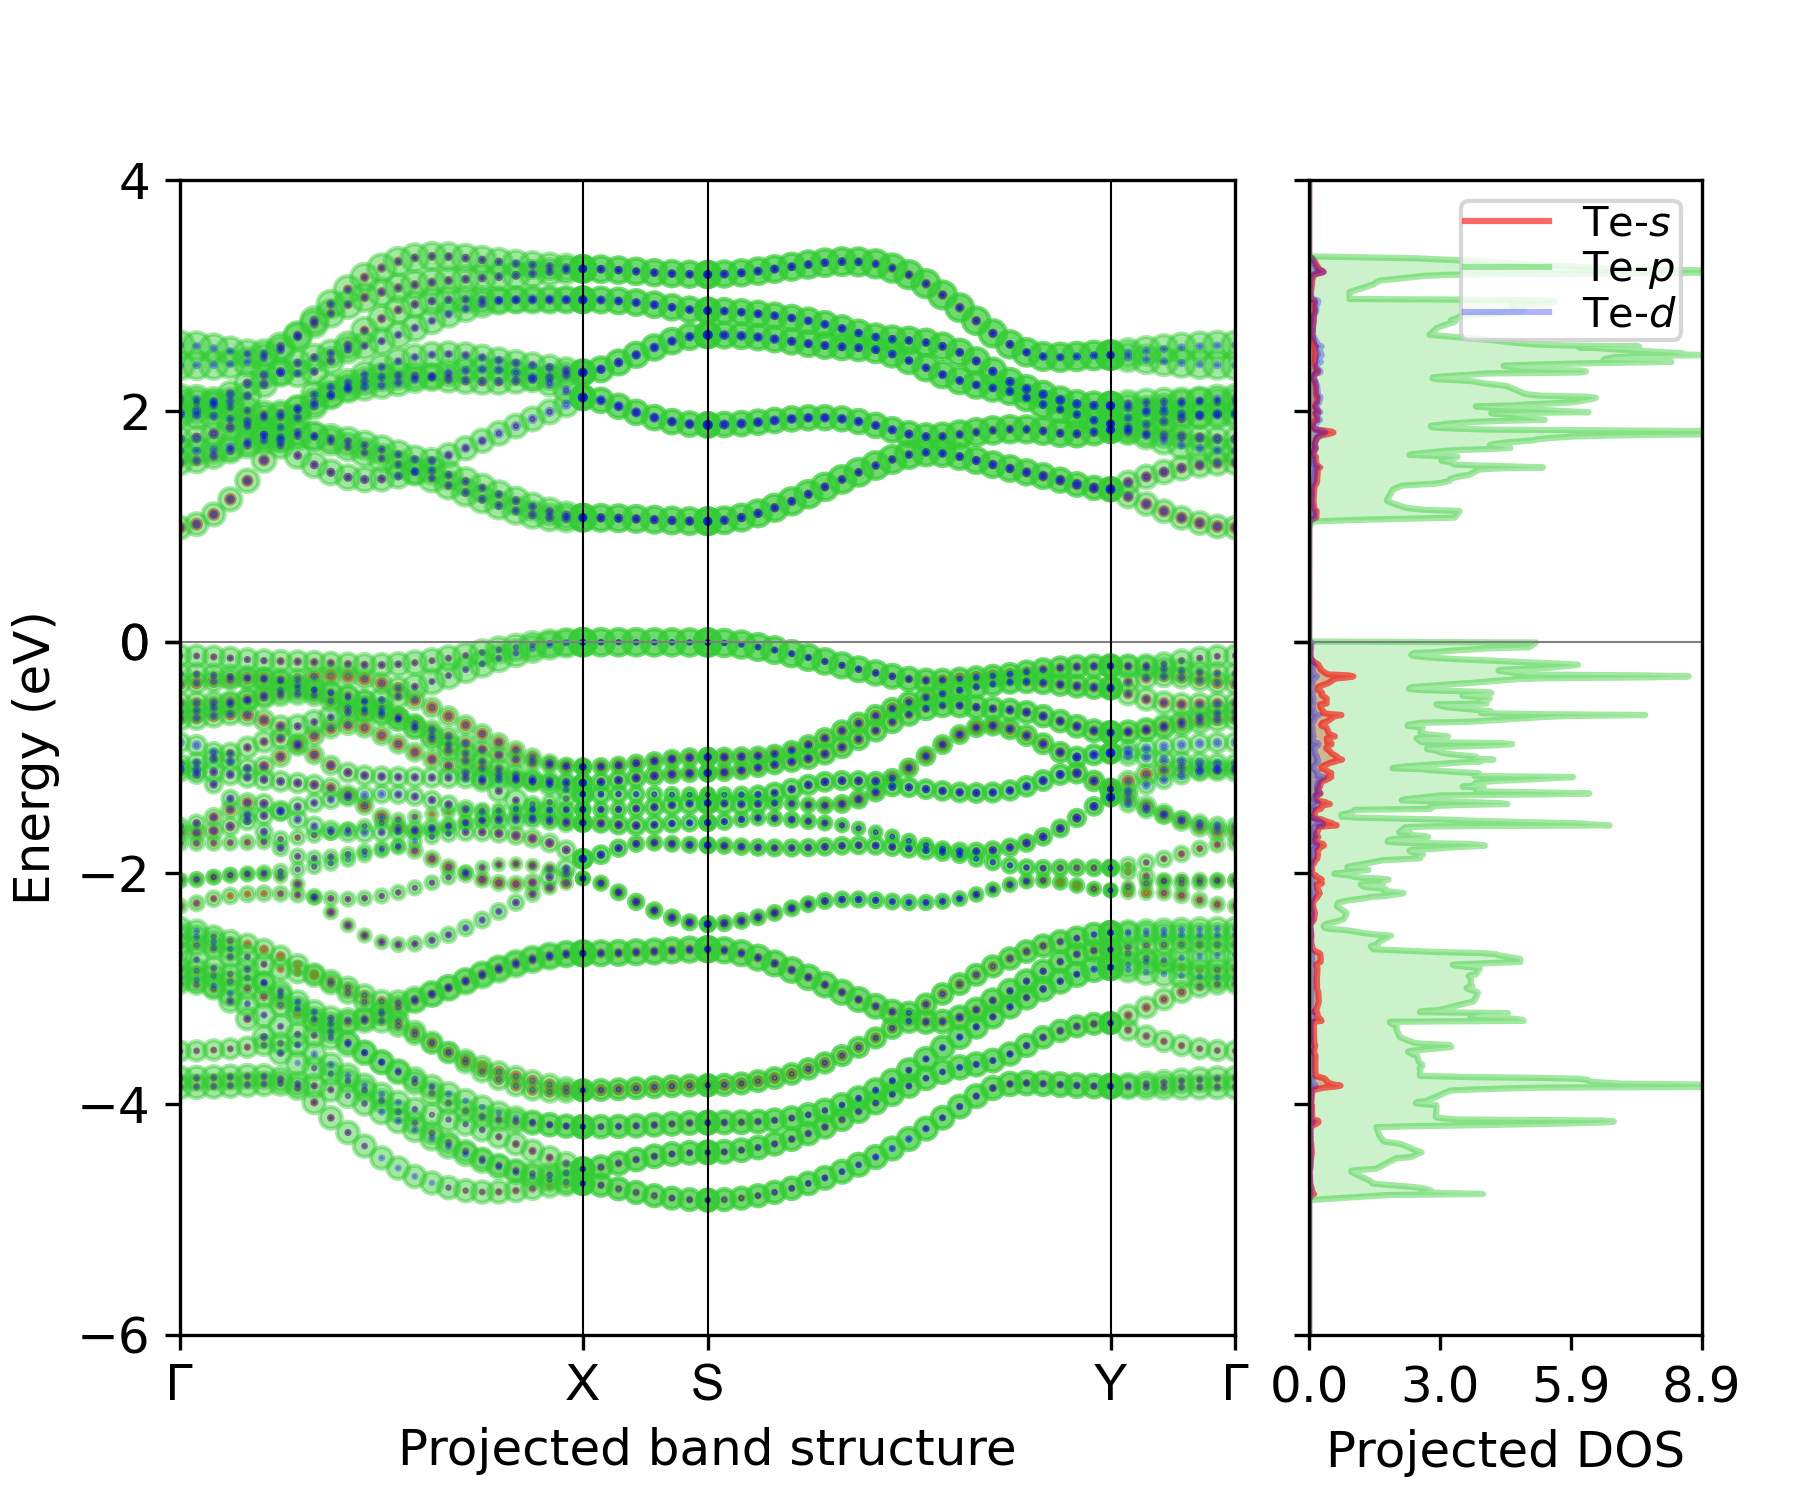 4
2
0
−2
−4
−6
Energy (eV)
Γ
X
S
Y
Γ
Projected band structure
Te-s
Te-p
Te-d
0.0
3.0
5.9
8.9
Projected DOS